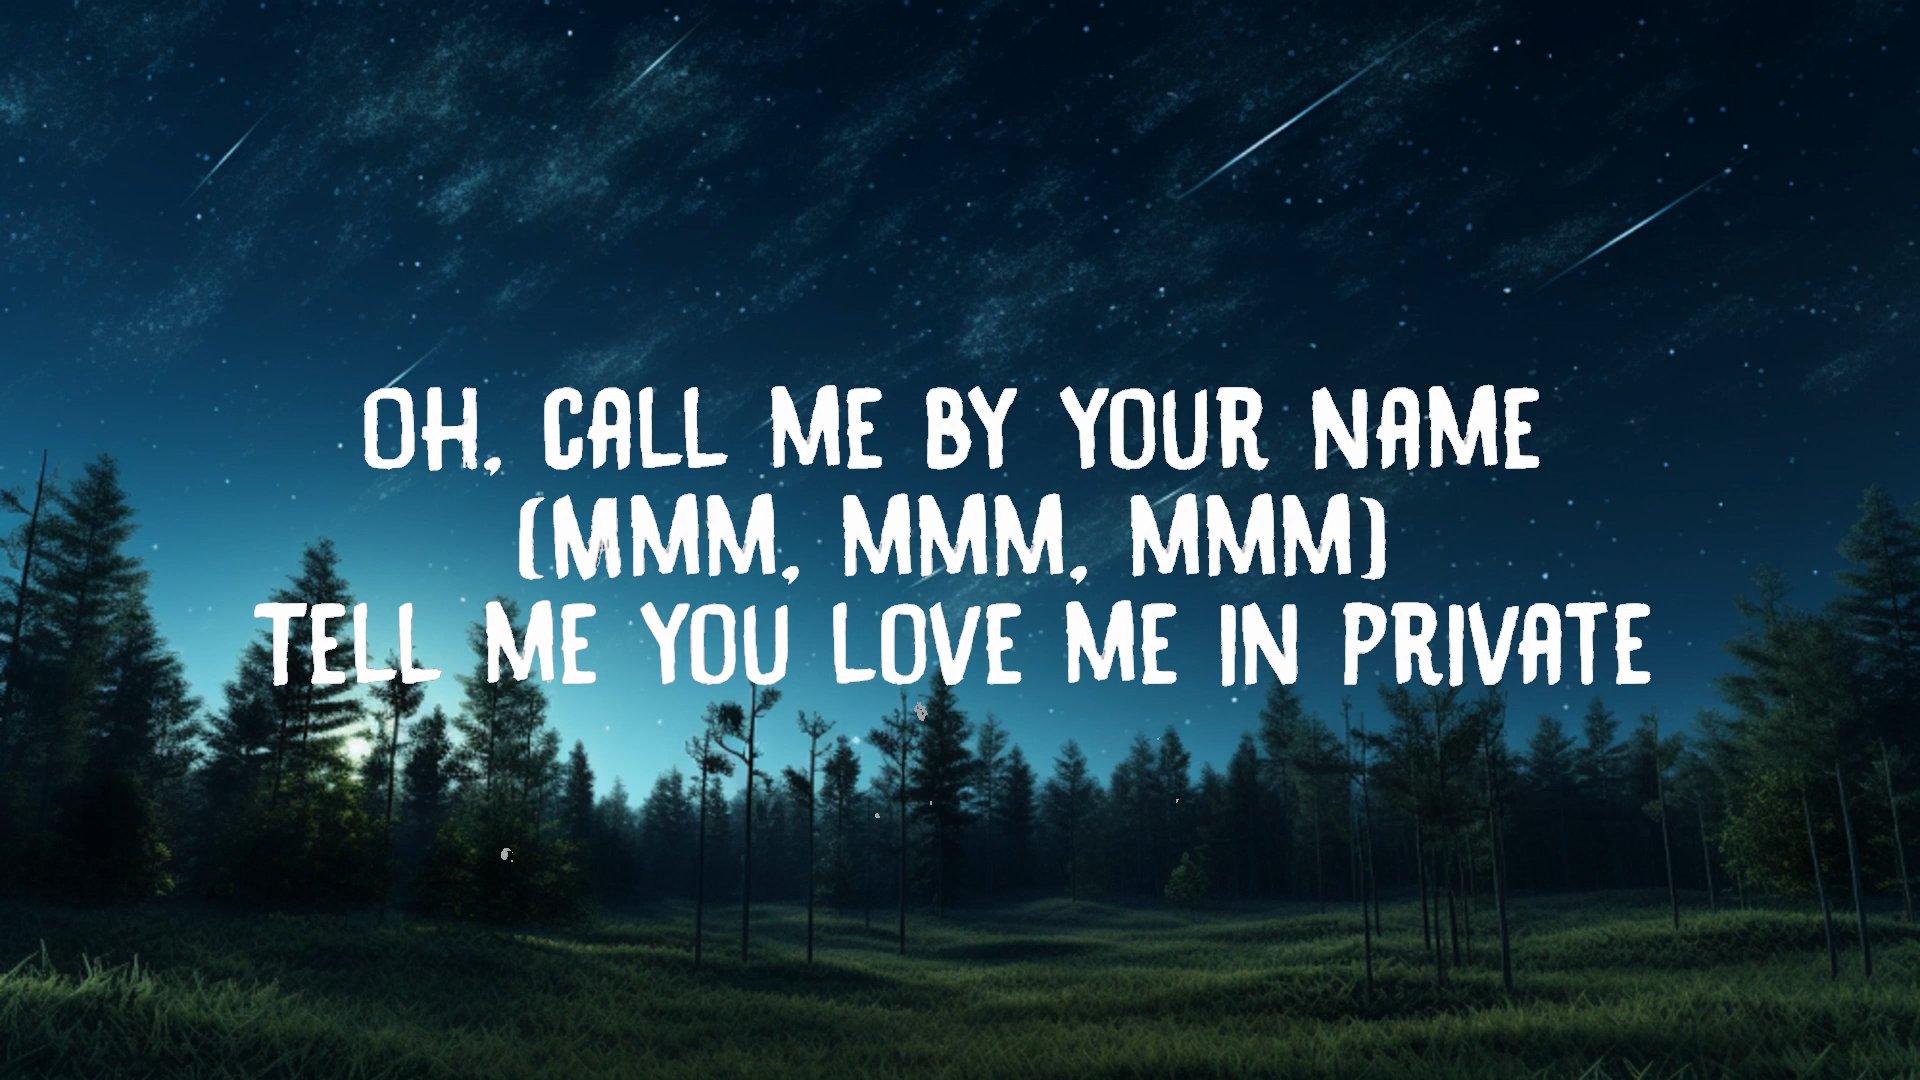 OH, CALL ME BY YOUR NAME
(MMM, MMM, MMM)
TELL ME YOU LOVE ME IN PRIVATE